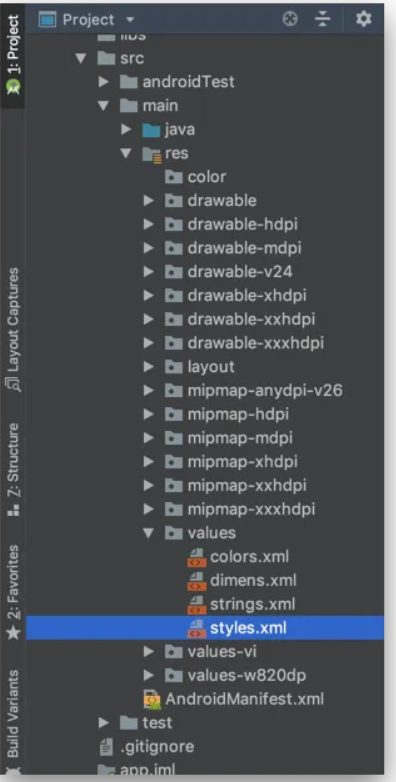 Project
libs
src
androidTest
main
java
res
color
drawable
drawable-hdpi
drawable-mdpi
drawable-v24
drawable-xhdpi
drawable-xxhdpi
drawable-xxxhdpi
layout
mipmap-anydpi-v26
mipmap-hdpi
mipmap-mdpi
mipmap-xhdpi
mipmap-xxhdpi
mipmap-xxxhdpi
values
colors.xml
dimens.xml
strings.xml
styles.xml
values-vi
values-w820dp
AndroidManifest.xml
test
.gitignore
app.iml
1: Project
Layout Captures
Z: Structure
2: Favorites
Build Variants